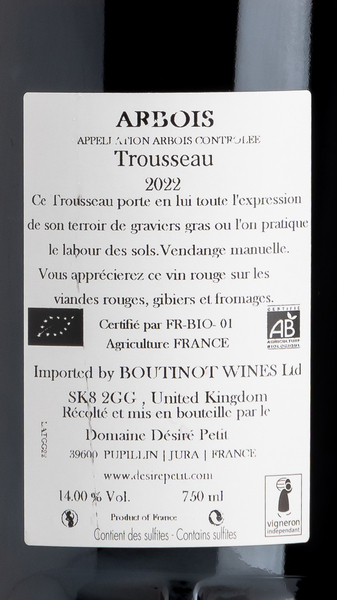 ARBOIS
APPELLATION ARBOIS CONTROLEE
Trousseau
2022
Ce Trousseau porte en lui toute l'expression
de son terroir de graviers gras ou l'on pratique
le labour des sols.Vendange manuelle.
Vous apprécierez ce vin rouge sur les
viandes rouges, gibiers et fromages.
CERTIFIÉ
AB
AGRICULTURE
BIOLOGIQUE
Certifié par FR-BIO- 01
Agriculture FRANCE
Imported by BOUTINOT WINES Ltd
SK8 2GG , United Kingdom
Récolté et mis en bouteille par le
Domaine Désiré Petit
39600 PUPILLIN | JURA | FRANCE
www.desirepetit.com
14.00 % Vol. 750 ml
Product of France
Contient des sulfites - Contains sulfites
vigneron
indépendant